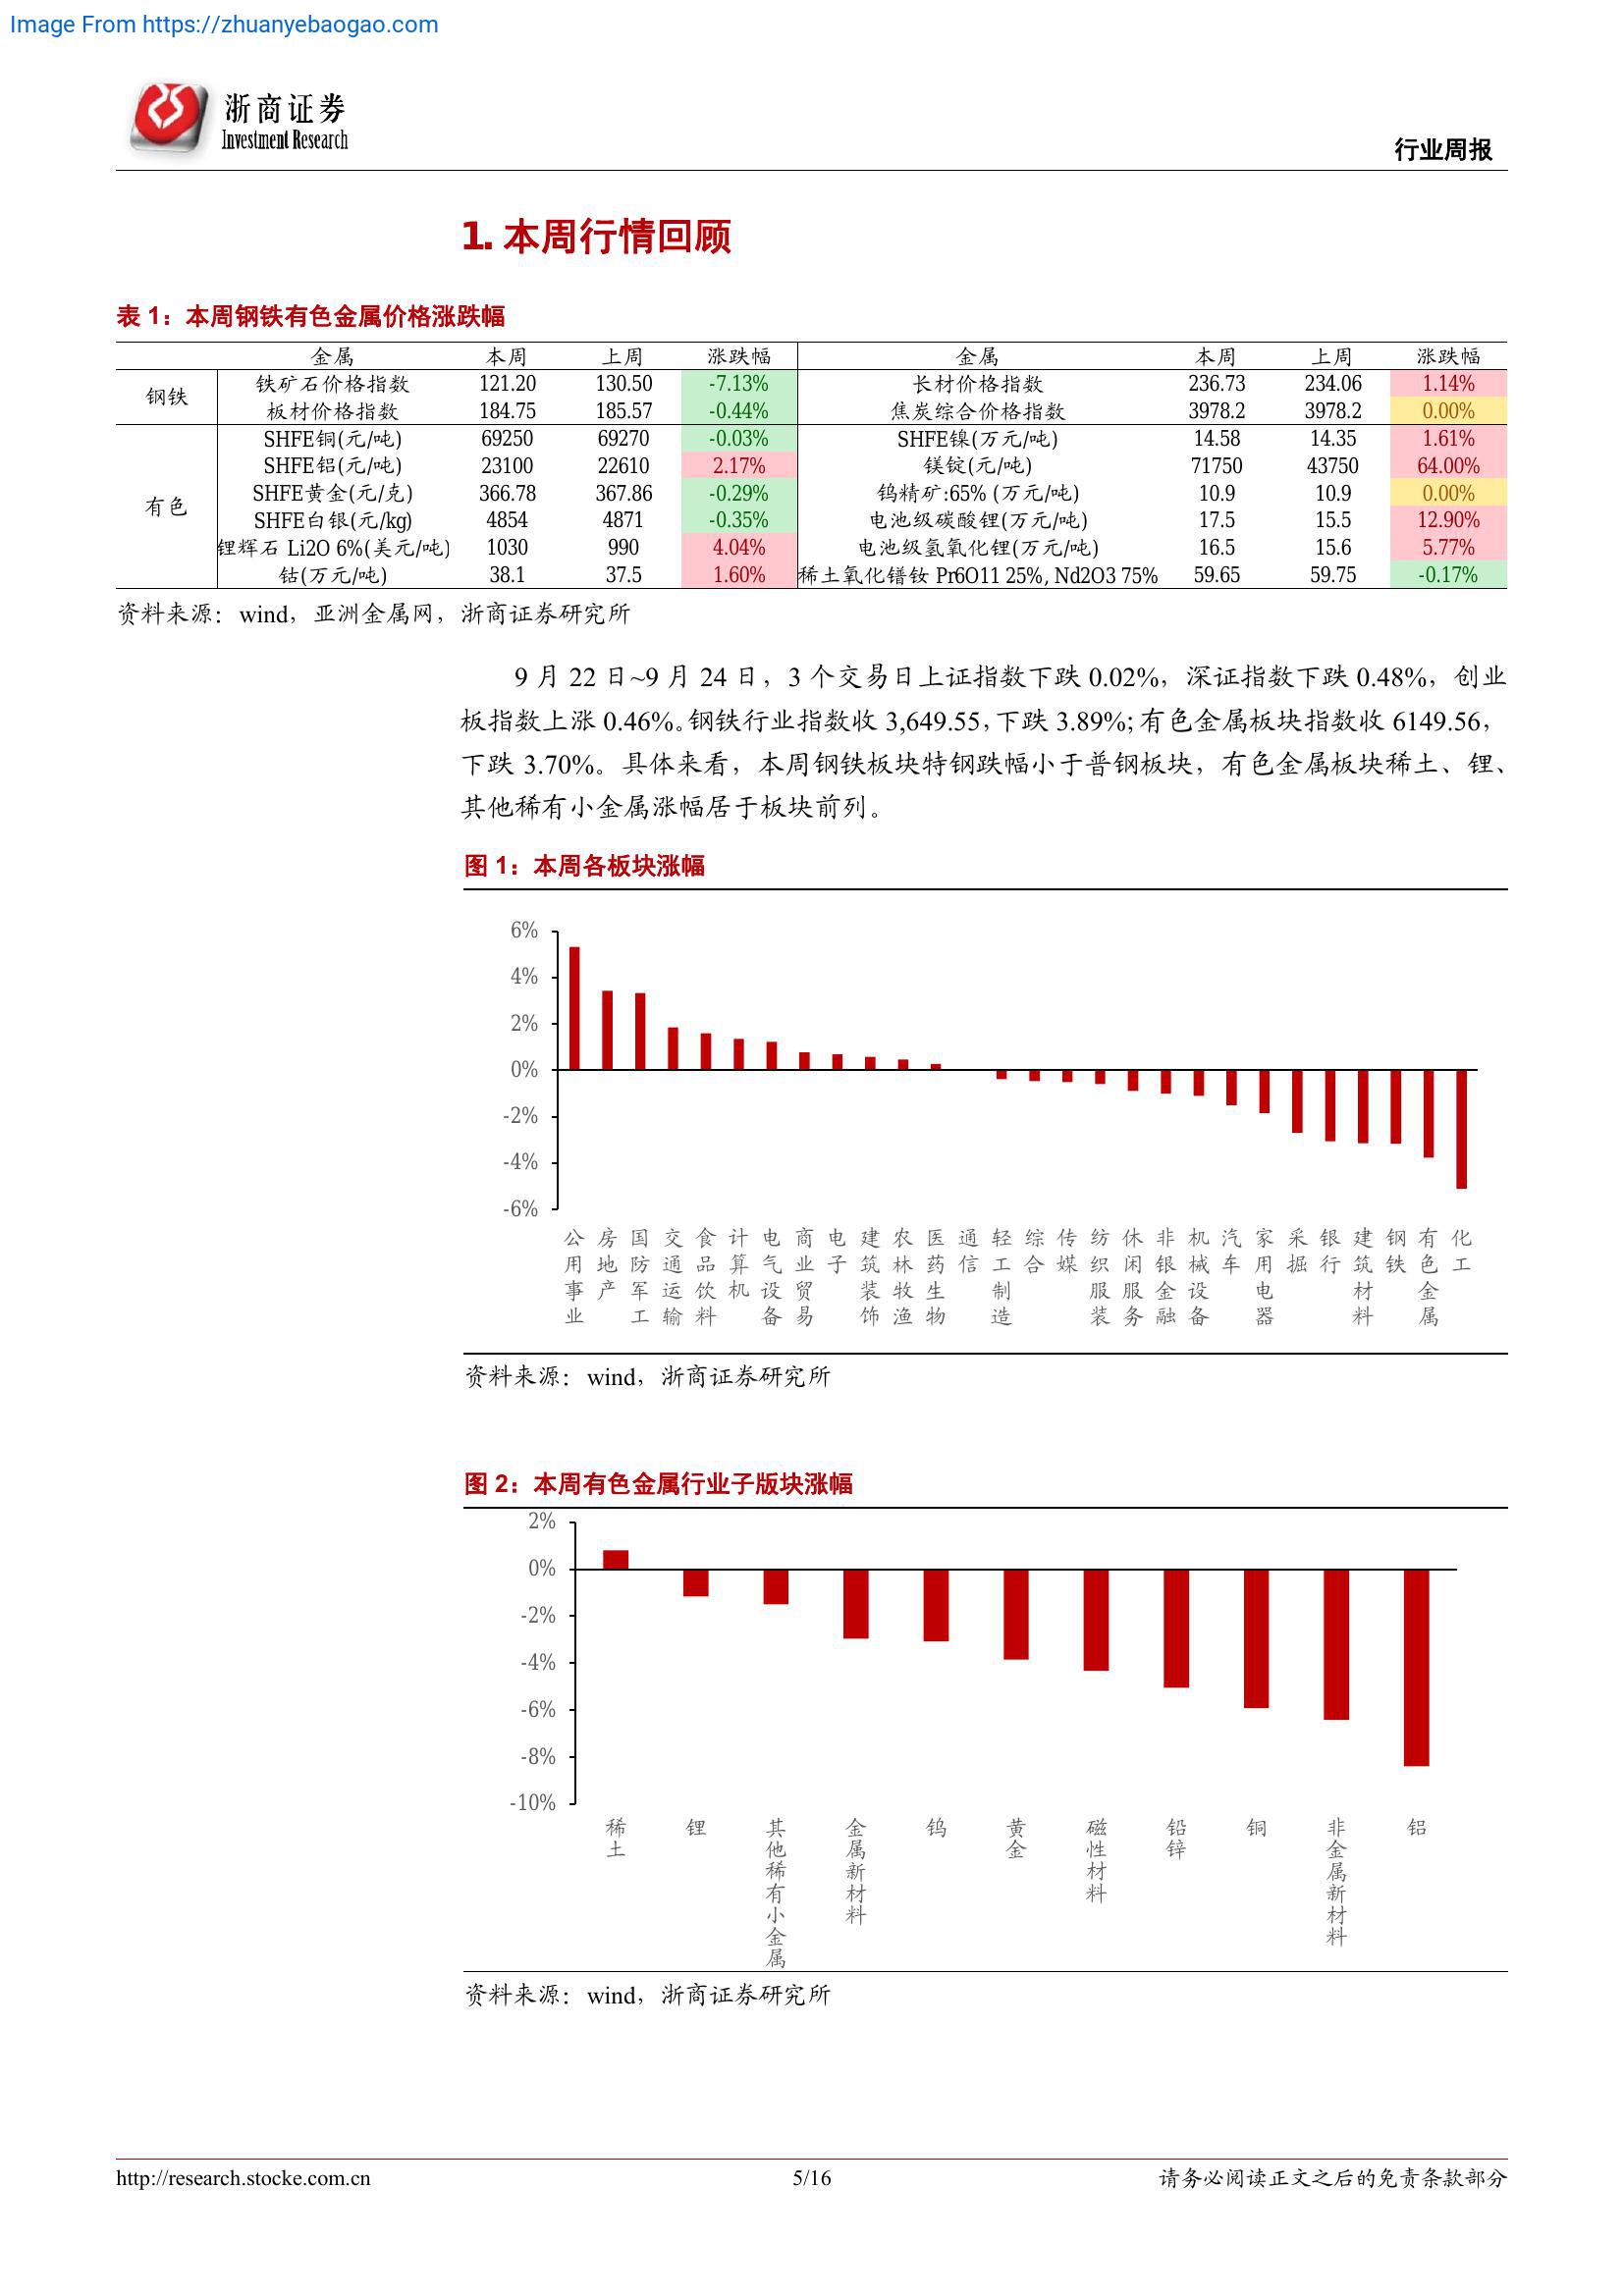 Image From https://zhuanyebaogao.com
浙商证券
Investment Research
行业周报
1. 本周行情回顾
表 1：本周钢铁有色金属价格涨跌幅
金属 本周 上周 涨跌幅 金属 本周 上周 涨跌幅
钢铁 铁矿石价格指数 121.20 130.50 -7.13% 长材价格指数 236.73 234.06 1.14%
板材价格指数 184.75 185.57 -0.44% 焦炭综合价格指数 3978.2 3978.2 0.00%
有色 SHFE铜(元/吨) 69250 69270 -0.03% SHFE镍(万元/吨) 14.58 14.35 1.61%
SHFE铝(元/吨) 23100 22610 2.17% 镁锭(元/吨) 71750 43750 64.00%
SHFE黄金(元/克) 366.78 367.86 -0.29% 钨精矿:65% (万元/吨) 10.9 10.9 0.00%
SHFE白银(元/kg) 4854 4871 -0.35% 电池级碳酸锂(万元/吨) 17.5 15.5 12.90%
锂辉石 Li2O 6%(美元/吨) 1030 990 4.04% 电池级氢氧化锂(万元/吨) 16.5 15.6 5.77%
钴(万元/吨) 38.1 37.5 1.60% 稀土氧化镨钕 Pr6O11 25%, Nd2O3 75% 59.65 59.75 -0.17%
资料来源：wind，亚洲金属网，浙商证券研究所
9 月 22 日~9 月 24 日，3 个交易日上证指数下跌 0.02%，深证指数下跌 0.48%，创业
板指数上涨 0.46%。钢铁行业指数收 3,649.55，下跌 3.89%；有色金属板块指数收 6149.56，
下跌 3.70%。具体来看，本周钢铁板块特钢跌幅小于普钢板块，有色金属板块稀土、锂、
其他稀有小金属涨幅居于板块前列。
图 1：本周各板块涨幅
6%
4%
2%
0%
-2%
-4%
-6%
公用事业 房地产 国防军工 交通运输 食品饮料 计算机 电气设备 商业贸易 电子 建筑装饰 农林牧渔 医药生物 通信 轻工制造 综合 传媒 纺织服装 休闲服务 非银金融 机械设备 汽车 家用电器 采掘 银行 建筑材料 钢铁 有色金属 化工
资料来源：wind，浙商证券研究所
图 2：本周有色金属行业子版块涨幅
2%
0%
-2%
-4%
-6%
-8%
-10%
稀土 锂 其他稀有小金属 金属新材料 钨 黄金 磁性材料 铅锌 铜 非金属新材料 铝
资料来源：wind，浙商证券研究所
http://research.stocke.com.cn 5/16 请务必阅读正文之后的免责条款部分